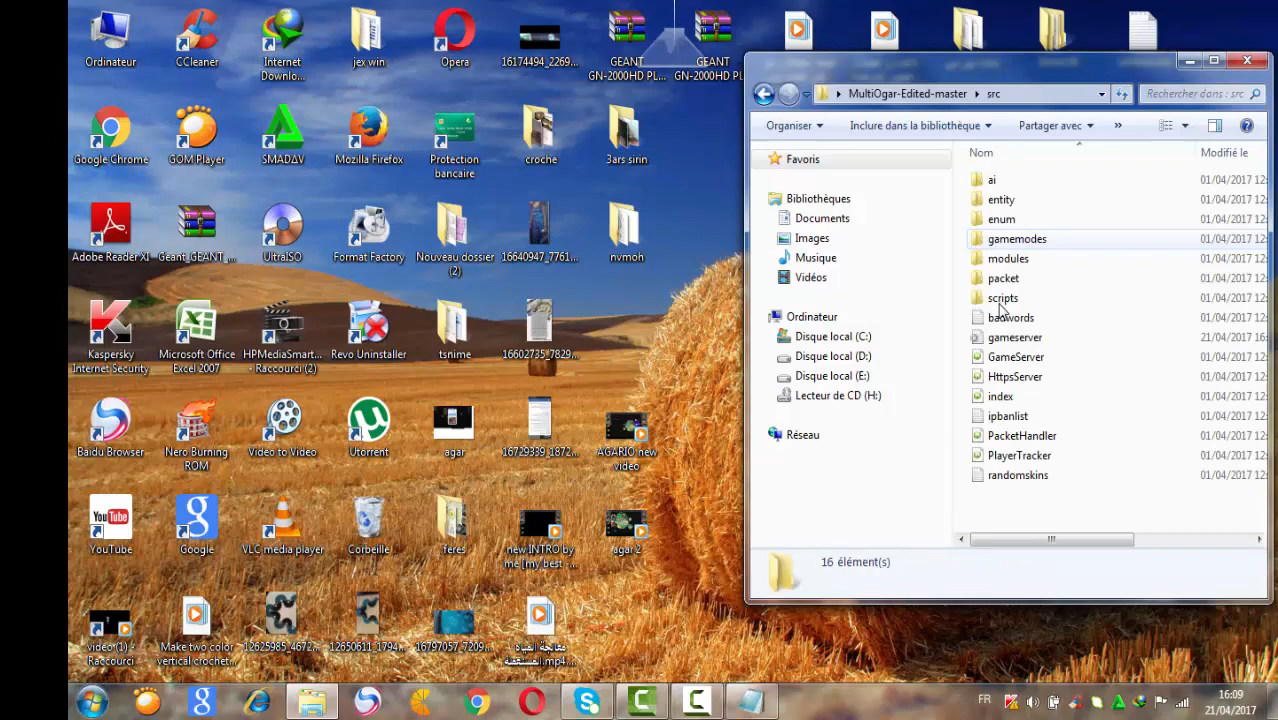 Ordinateur
CCleaner
Internet
Downlo...
jex win
Opera
16174494_2269...
GEANT
GN-2000HD PL...
GEANT
GN-2000HD PL
Google Chrome
GOM Player
SMADΔV
Mozilla Firefox
Protection
bancaire
croche
3ars sirin
Adobe Reader XI
Geant_GEANT_...
UltraISO
Format Factory
Nouveau dossier
(2)
16640947_7761...
nvmoh
Kaspersky
Internet Security
Microsoft Office
Excel 2007
HPMediaSmart...
- Raccourci (2)
Revo Uninstaller
tsnime
16602735_7829...
Baidu Browser
Nero Burning
ROM
Video to Video
Utorrent
agar
16729339_1872...
AGARIO new
video
YouTube
Google
VLC media player
Corbeille
feres
new INTRO by
me [my best -...
agar 2
video (1) -
Raccourci
Make two color
vertical crochet...
12625985_4672...
12650611_1794...
16797057_7209...
معالجة المياه
المستعملة.mp4...
MultiOgar-Edited-master
src
Rechercher dans : src
Organiser
Inclure dans la bibliothèque
Partager avec
»
Favoris
Bibliothèques
Documents
Images
Musique
Vidéos
Ordinateur
Disque local (C:)
Disque local (D:)
Disque local (E:)
Lecteur de CD (H:)
Réseau
Nom
Modifié le
ai 01/04/2017 12:
entity 01/04/2017 12:
enum 01/04/2017 12:
gamemodes 01/04/2017 12:
modules 01/04/2017 12:
packet 01/04/2017 12:
scripts 01/04/2017 12:
badwords 01/04/2017 12:
gameserver 21/04/2017 16:
GameServer 01/04/2017 12:
HttpsServer 01/04/2017 12:
index 01/04/2017 12:
ipbanlist 01/04/2017 12:
PacketHandler 01/04/2017 12:
PlayerTracker 01/04/2017 12:
randomskins 01/04/2017 12:
16 élément(s)
FR
16:09
21/04/2017